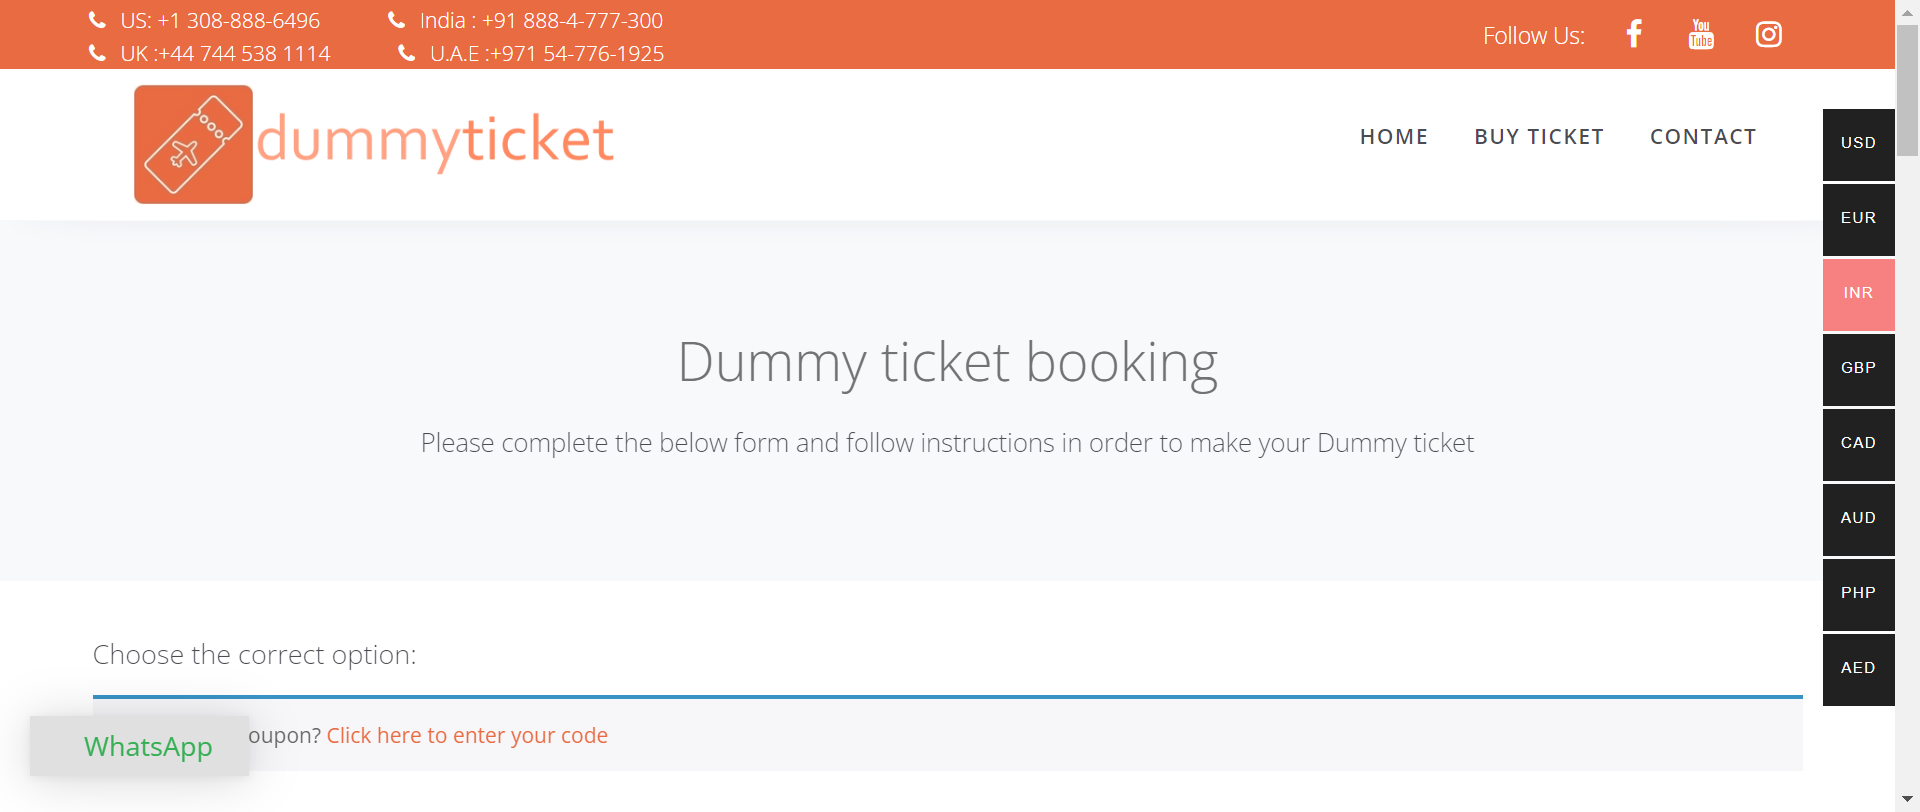 US: +1 308-888-6496 India : +91 888-4-777-300
UK :+44 744 538 1114 U.A.E :+971 54-776-1925
Follow Us:
You
Tube
dummyticket
HOME BUY TICKET CONTACT
USD
EUR
INR
GBP
CAD
AUD
PHP
AED
Dummy ticket booking
Please complete the below form and follow instructions in order to make your Dummy ticket
Choose the correct option:
oupon? Click here to enter your code
WhatsApp